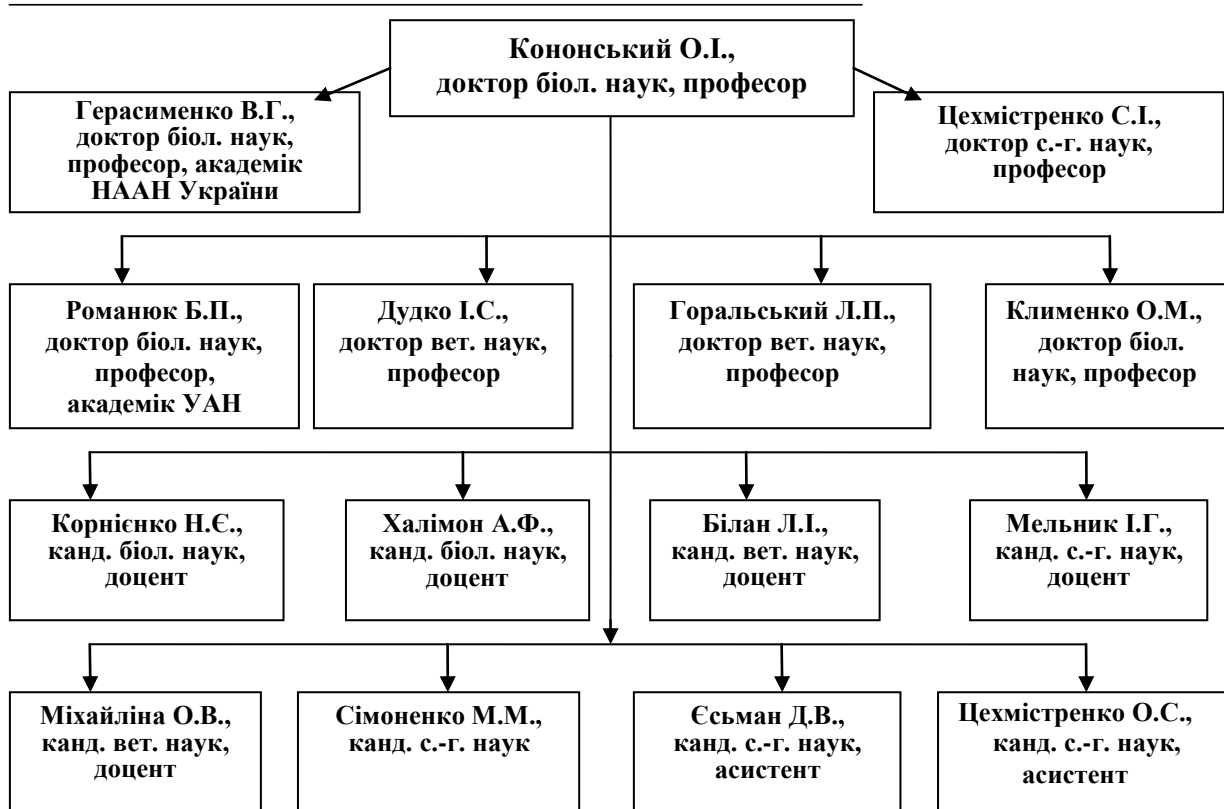 Кононський О.І.,
доктор біол. наук, професор
Герасименко В.Г.,
доктор біол. наук,
професор, академік
НААН України
Цехмістренко С.І.,
доктор с.-г. наук,
професор
Романюк Б.П.,
доктор біол. наук,
професор,
академік УАН
Дудко І.С.,
доктор вет. наук,
професор
Горальський Л.П.,
доктор вет. наук,
професор
Клименко О.М.,
доктор біол.
наук, професор
Корнієнко Н.Є.,
канд. біол. наук,
доцент
Халімон А.Ф.,
канд. біол. наук,
доцент
Білан Л.І.,
канд. вет. наук,
доцент
Мельник І.Г.,
канд. с.-г. наук,
доцент
Міхайліна О.В.,
канд. вет. наук,
доцент
Сімоненко М.М.,
канд. с.-г. наук
Єсьман Д.В.,
канд. с.-г. наук,
асистент
Цехмістренко О.С.,
канд. с.-г. наук,
асистент